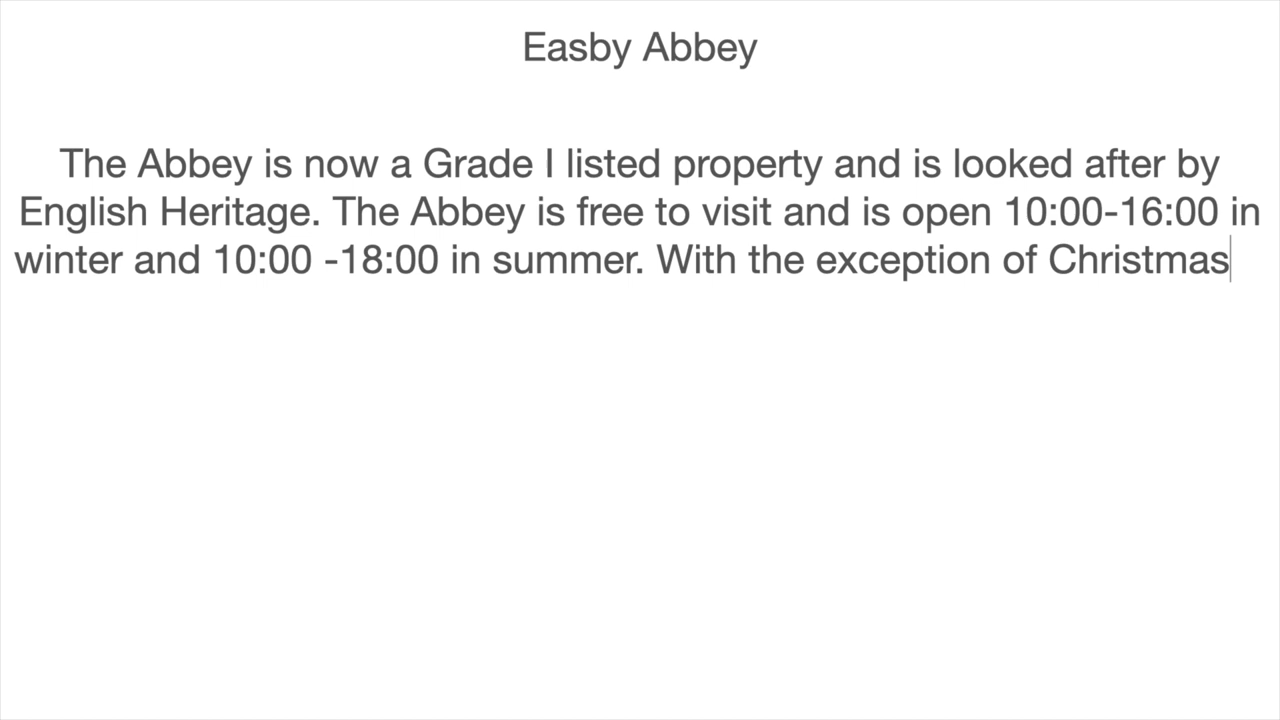 Easby Abbey
The Abbey is now a Grade I listed property and is looked after by
English Heritage. The Abbey is free to visit and is open 10:00-16:00 in
winter and 10:00 -18:00 in summer. With the exception of Christmas